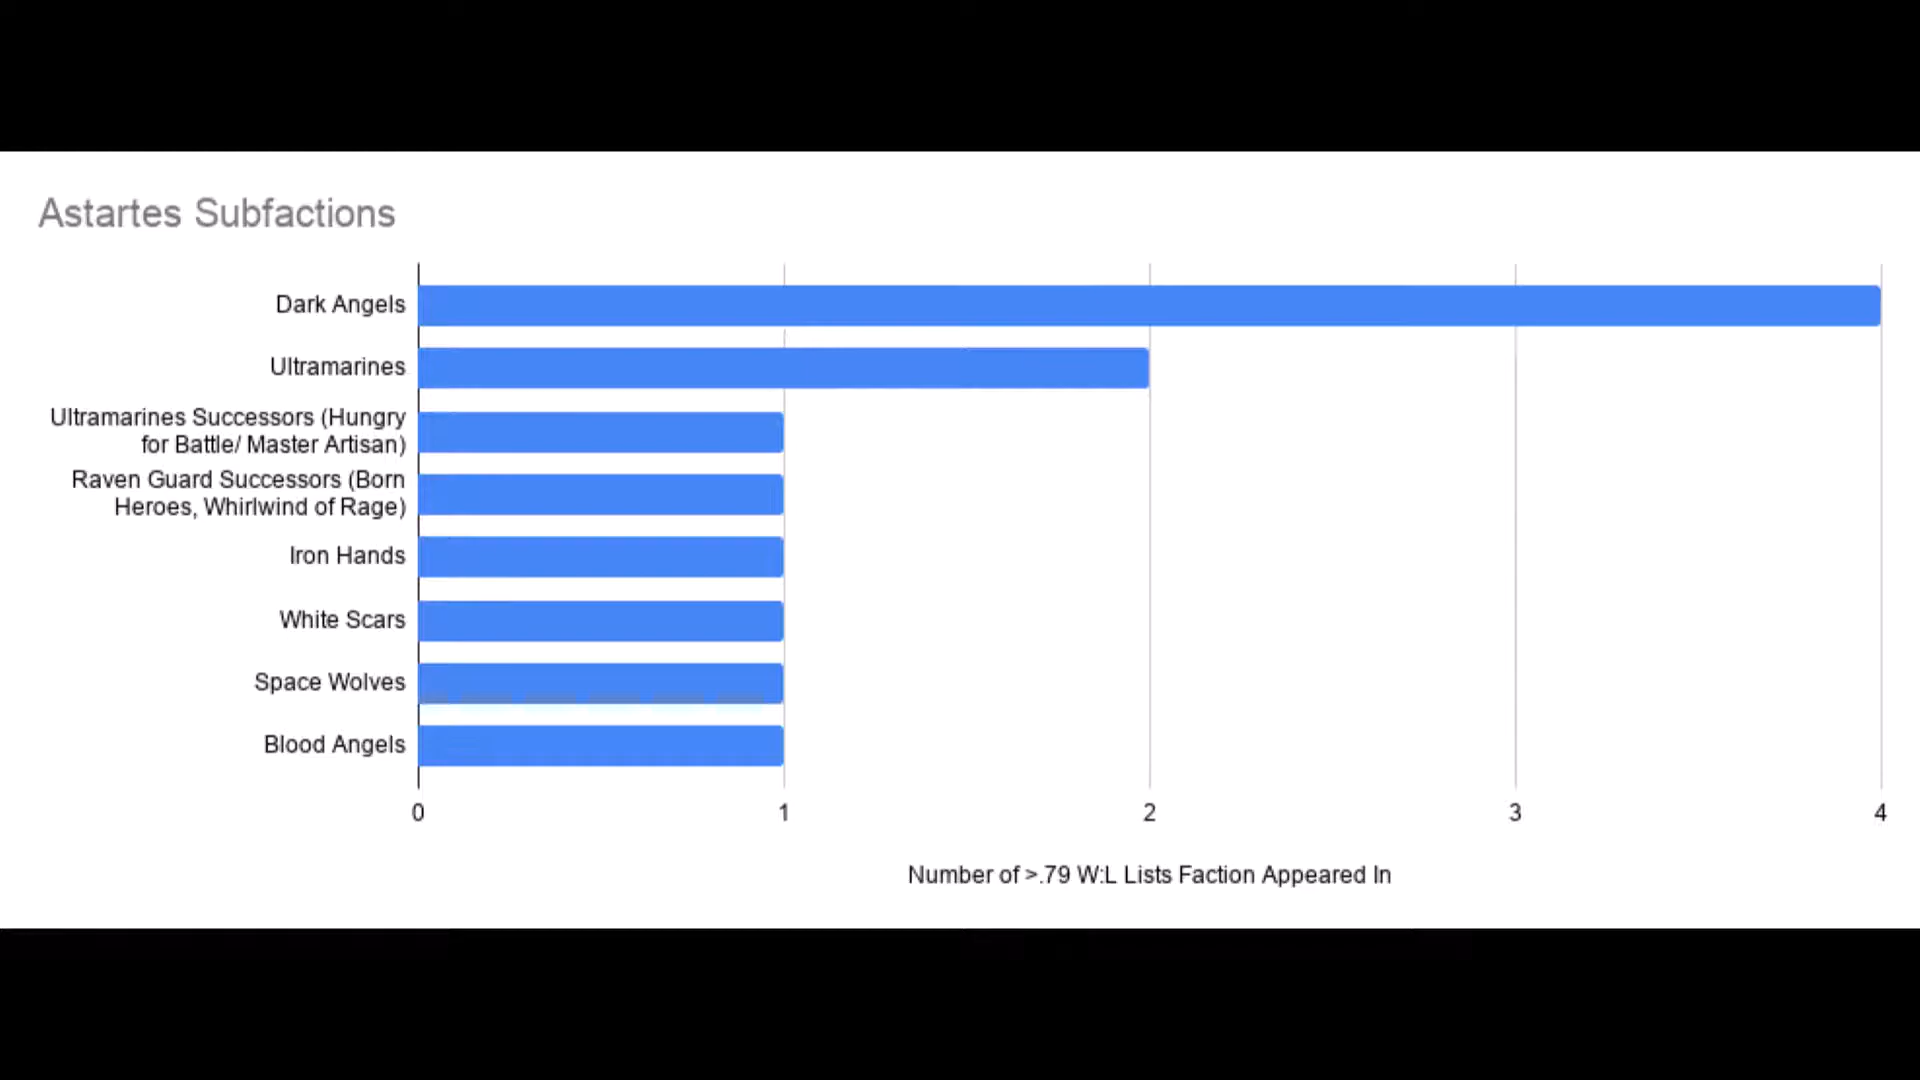 Astartes Subfactions
Dark Angels
Ultramarines
Ultramarines Successors (Hungry
for Battle/ Master Artisan)
Raven Guard Successors (Born
Heroes, Whirlwind of Rage)
Iron Hands
White Scars
Space Wolves
Blood Angels
0 1 2 3 4
Number of >.79 W:L Lists Faction Appeared In